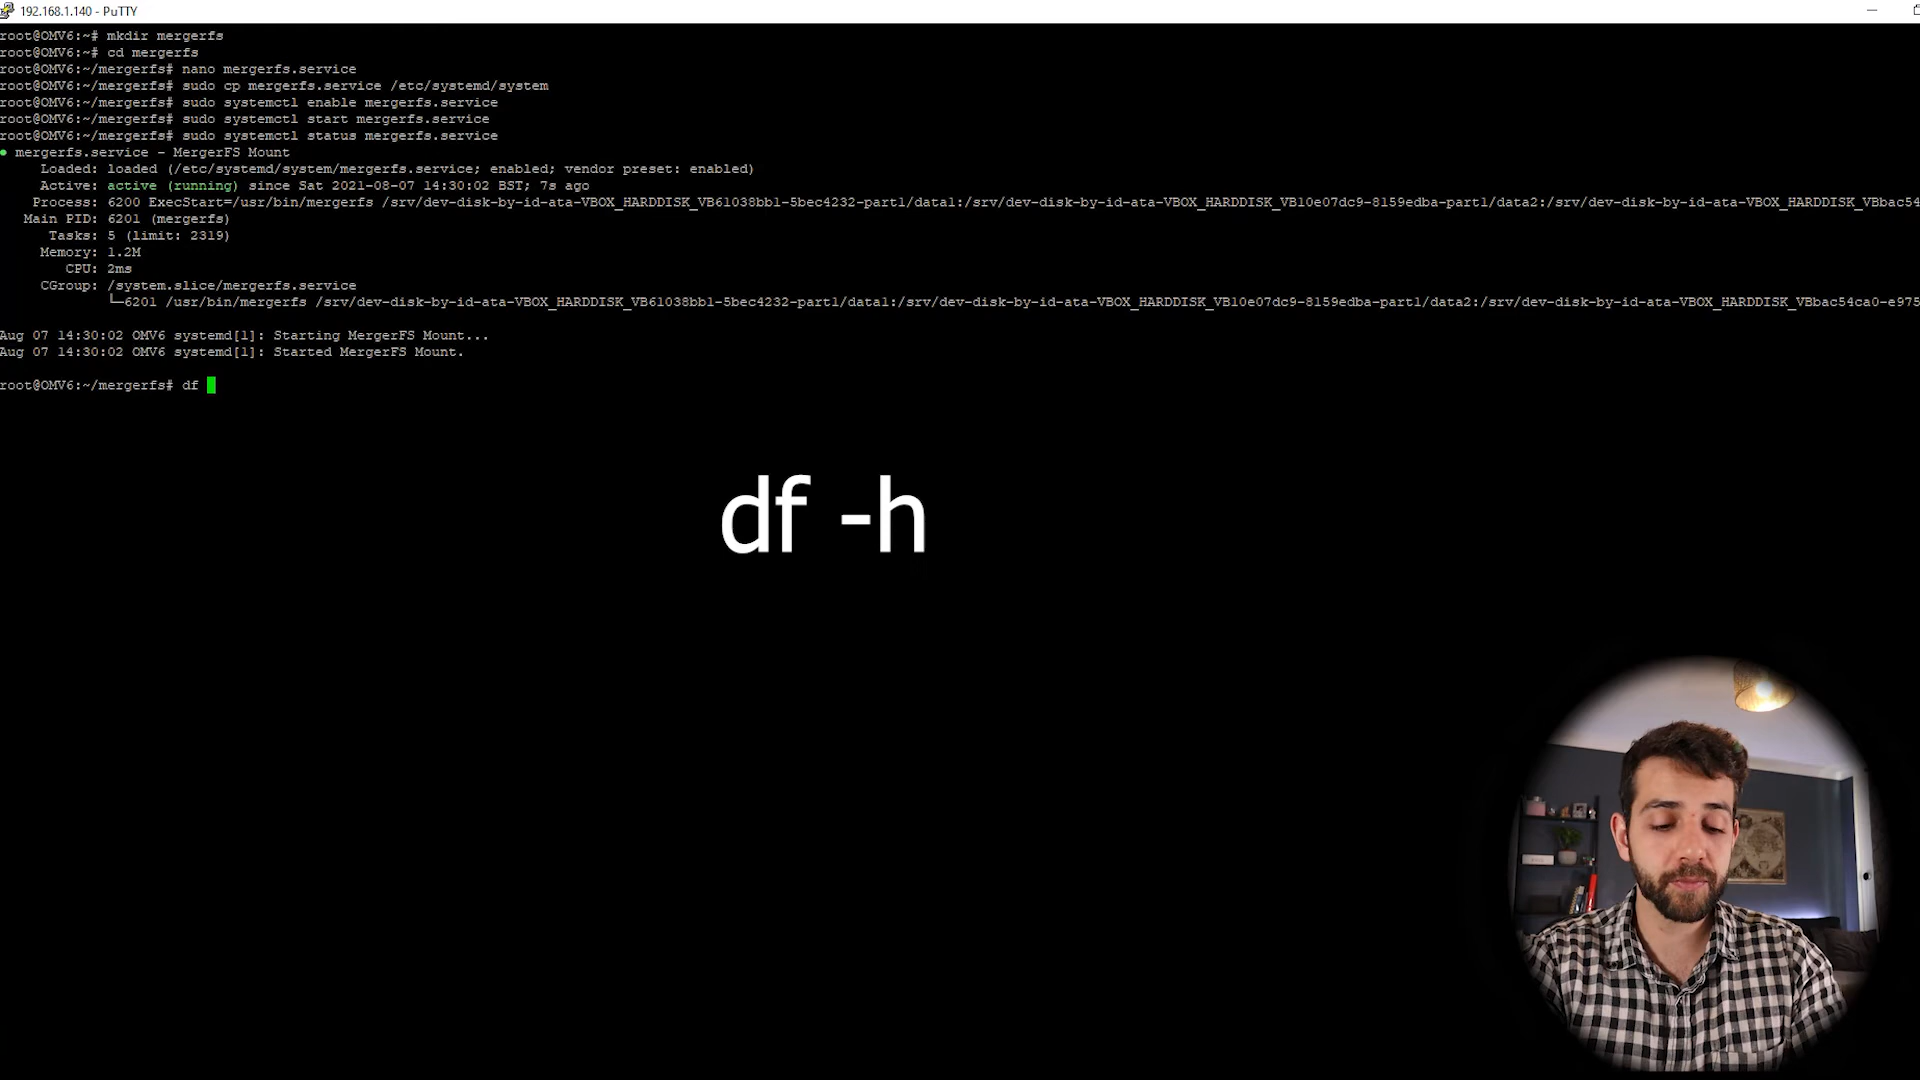 192.168.1.140 - PuTTY
root@OMV6:~# mkdir mergerfs
root@OMV6:~# cd mergerfs
root@OMV6:~/mergerfs# nano mergerfs.service
root@OMV6:~/mergerfs# sudo cp mergerfs.service /etc/systemd/system
root@OMV6:~/mergerfs# sudo systemctl enable mergerfs.service
root@OMV6:~/mergerfs# sudo systemctl start mergerfs.service
root@OMV6:~/mergerfs# sudo systemctl status mergerfs.service
● mergerfs.service - MergerFS Mount
Loaded: loaded (/etc/systemd/system/mergerfs.service; enabled; vendor preset: enabled)
Active: active (running) since Sat 2021-08-07 14:30:02 BST; 7s ago
Process: 6200 ExecStart=/usr/bin/mergerfs /srv/dev-disk-by-id-ata-VBOX_HARDDISK_VB61038bb1-5bec4232-part1/data1:/srv/dev-disk-by-id-ata-VBOX_HARDDISK_VB10e07dc9-8159edba-part1/data2:/srv/dev-disk-by-id-ata-VBOX_HARDDISK_VBbac54
Main PID: 6201 (mergerfs)
Tasks: 5 (limit: 2319)
Memory: 1.2M
CPU: 2ms
CGroup: /system.slice/mergerfs.service
└─6201 /usr/bin/mergerfs /srv/dev-disk-by-id-ata-VBOX_HARDDISK_VB61038bb1-5bec4232-part1/data1:/srv/dev-disk-by-id-ata-VBOX_HARDDISK_VB10e07dc9-8159edba-part1/data2:/srv/dev-disk-by-id-ata-VBOX_HARDDISK_VBbac54ca0-e975
Aug 07 14:30:02 OMV6 systemd[1]: Starting MergerFS Mount...
Aug 07 14:30:02 OMV6 systemd[1]: Started MergerFS Mount.
root@OMV6:~/mergerfs# df
df -h